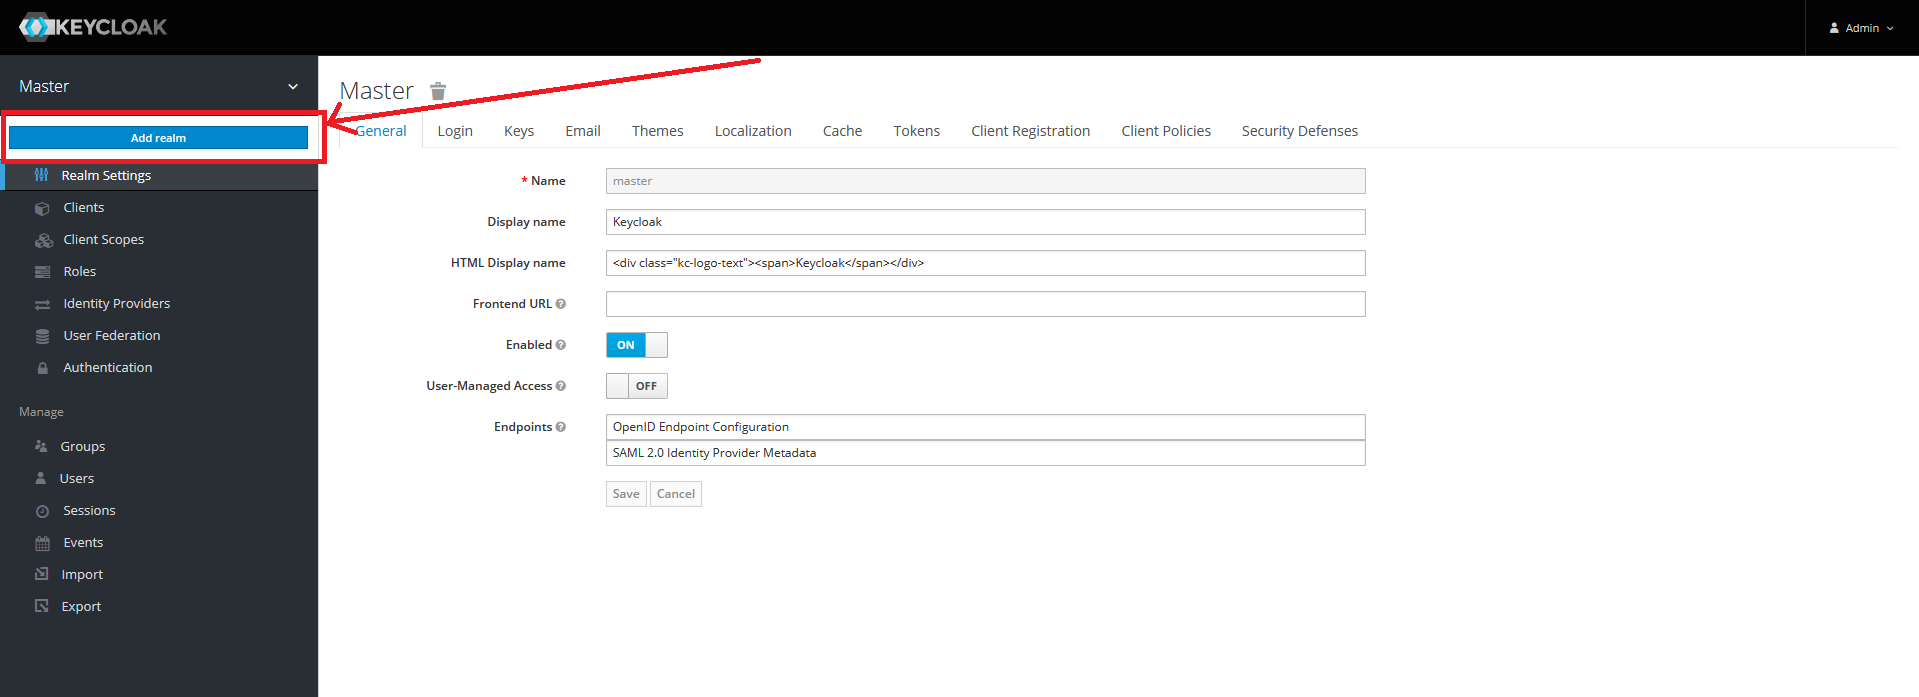 KEYCLOAK
Admin
Master
Add realm
Realm Settings
Clients
Client Scopes
Roles
Identity Providers
User Federation
Authentication
Manage
Groups
Users
Sessions
Events
Import
Export
Master
General Login Keys Email Themes Localization Cache Tokens Client Registration Client Policies Security Defenses
* Name master
Display name Keycloak
HTML Display name <div class="kc-logo-text"><span>Keycloak</span></div>
Frontend URL ?
Enabled ? ON
User-Managed Access ? OFF
Endpoints ? OpenID Endpoint Configuration
SAML 2.0 Identity Provider Metadata
Save Cancel